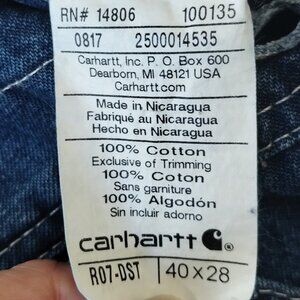 RN# 14806 100135
0817 2500014535
Carhartt, Inc. P. O. Box 600
Dearborn, MI 48121 USA
Carhartt.com
Made in Nicaragua
Fabriqué au Nicaragua
Hecho en Nicaragua
100% Cotton
Exclusive of Trimming
100% Coton
Sans garniture
100% Algodón
Sin incluir adorno
carhartt
R07-DST 40 x 28